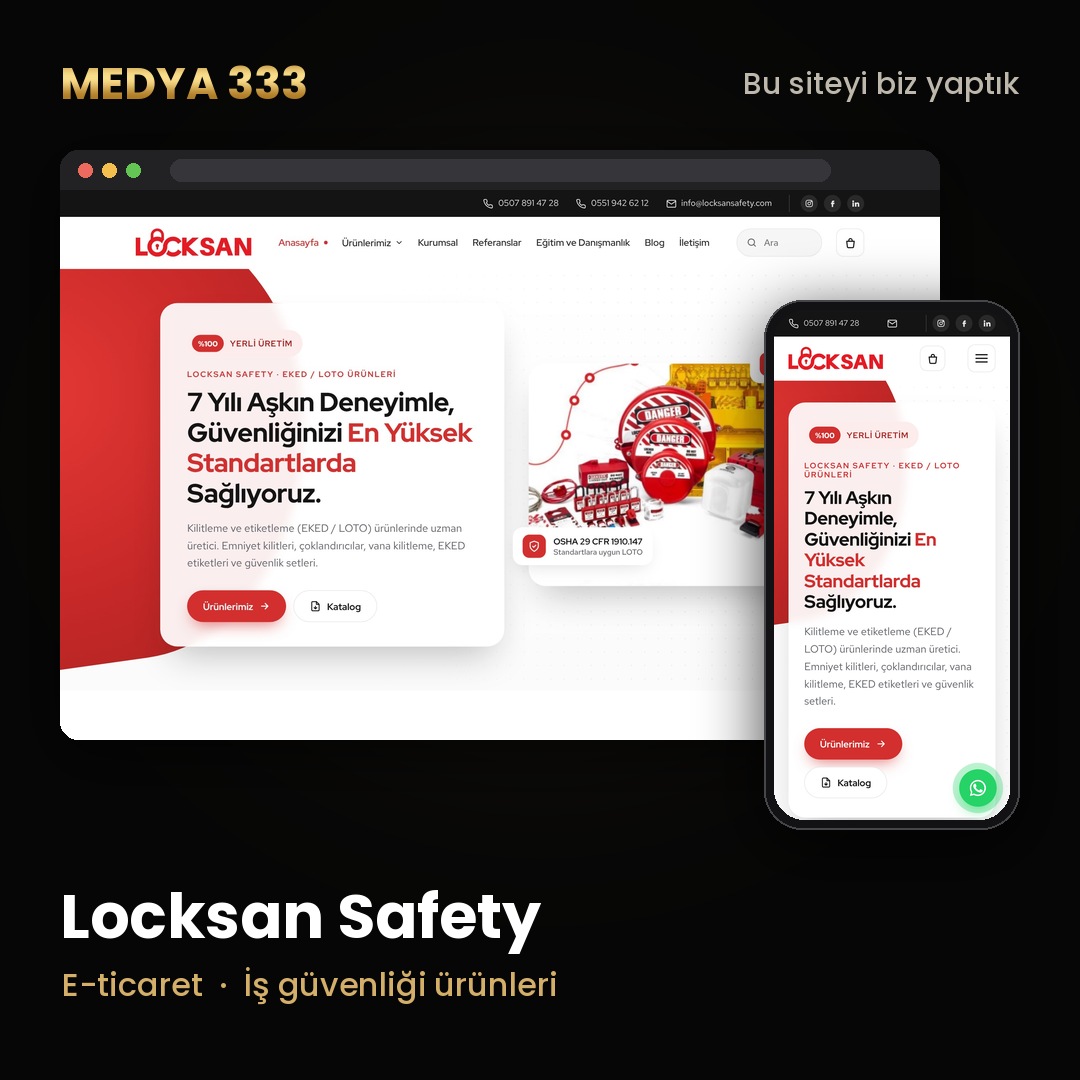 MEDYA 333
Bu siteyi biz yaptık
0507 891 47 28
0551 942 62 12
info@locksansafety.com
LOCKSAN
Anasayfa
Ürünlerimiz
Kurumsal
Referanslar
Eğitim ve Danışmanlık
Blog
İletişim
Ara
%100 YERLİ ÜRETİM
LOCKSAN SAFETY · EKED / LOTO ÜRÜNLERİ
7 Yılı Aşkın Deneyimle,
Güvenliğinizi En Yüksek
Standartlarda
Sağlıyoruz.
Kilitleme ve etiketleme (EKED / LOTO) ürünlerinde uzman
üretici. Emniyet kilitleri, çoklandırıcılar, vana kilitleme, EKED
etiketleri ve güvenlik setleri.
Ürünlerimiz
Katalog
DANGER
DANGER
DANGER
OSHA 29 CFR 1910.147
Standartlara uygun LOTO
0507 891 47 28
LOCKSAN
%100 YERLİ ÜRETİM
LOCKSAN SAFETY · EKED / LOTO
ÜRÜNLERİ
7 Yılı Aşkın
Deneyimle,
Güvenliğinizi En
Yüksek
Standartlarda
Sağlıyoruz.
Kilitleme ve etiketleme (EKED /
LOTO) ürünlerinde uzman üretici.
Emniyet kilitleri, çoklandırıcılar, vana
kilitleme, EKED etiketleri ve güvenlik
setleri.
Ürünlerimiz
Katalog
Locksan Safety
E-ticaret · İş güvenliği ürünleri